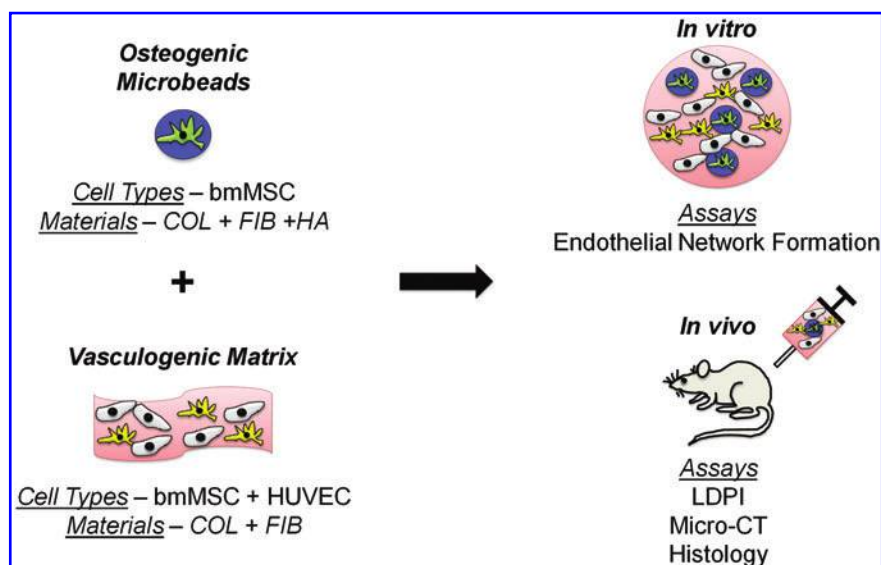 Osteogenic
Microbeads
Cell Types – bmMSC
Materials – COL + FIB +HA
+
Vasculogenic Matrix
Cell Types – bmMSC + HUVEC
Materials – COL + FIB
In vitro
Assays
Endothelial Network Formation
In vivo
Assays
LDPI
Micro-CT
Histology